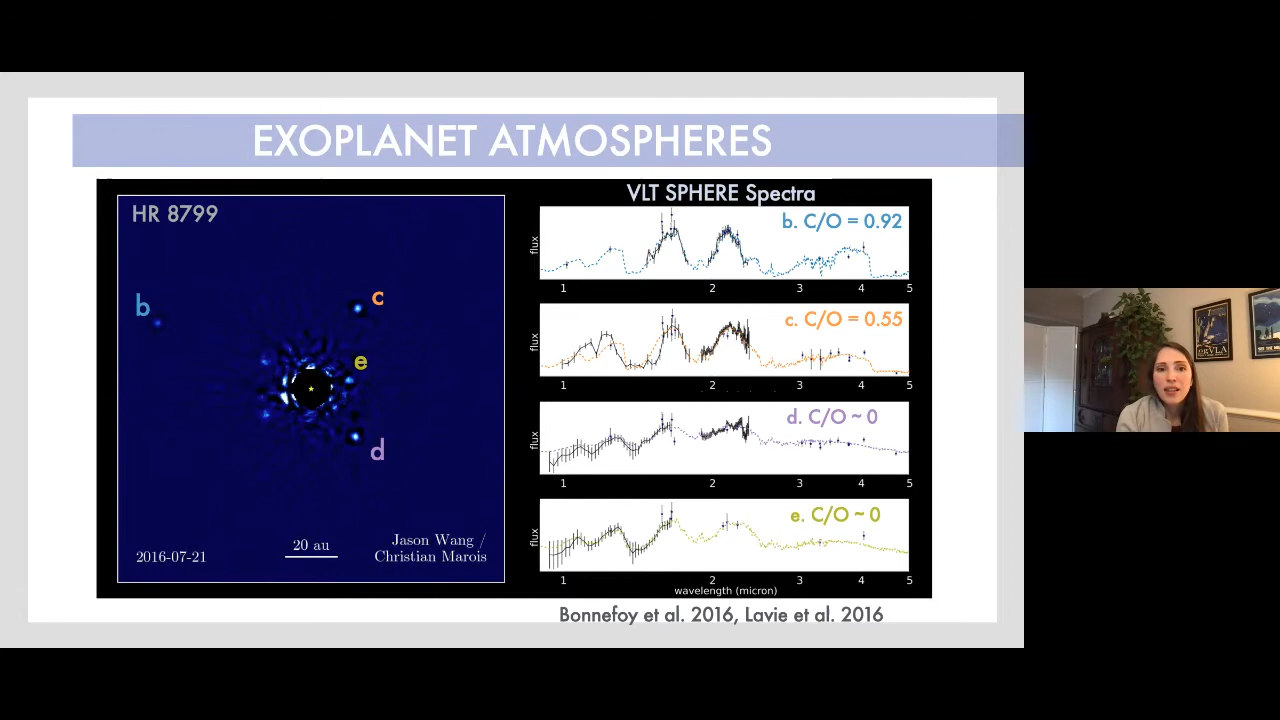 EXOPLANET ATMOSPHERES
HR 8799
b
c
e
d
2016-07-21
20 au
Jason Wang /
Christian Marois
VLT SPHERE Spectra
b. C/O = 0.92
flux
1 2 3 4 5
c. C/O = 0.55
flux
1 2 3 4 5
d. C/O ~ 0
flux
1 2 3 4 5
e. C/O ~ 0
flux
1 2 3 4 5
wavelength (micron)
Bonnefoy et al. 2016, Lavie et al. 2016